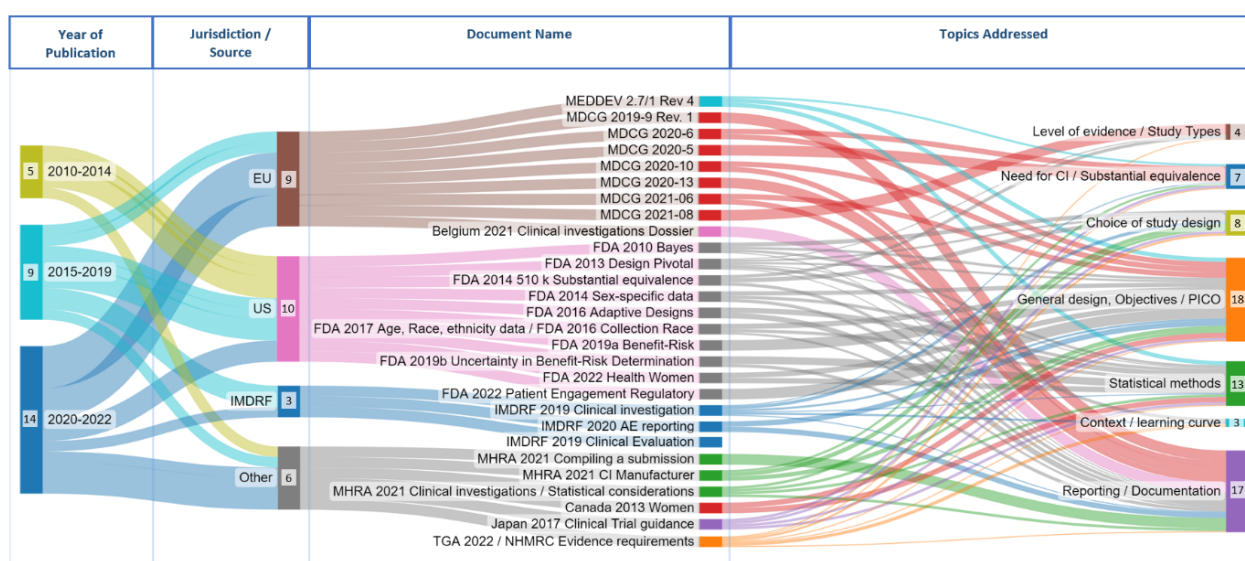 Year of
Publication
Jurisdiction /
Source
Document Name
Topics Addressed
5 2010-2014
9 2015-2019
14 2020-2022
EU 9
US 10
IMDRF 3
Other 6
MEDDEV 2.7/1 Rev 4
MDCG 2019-9 Rev. 1
MDCG 2020-6
MDCG 2020-5
MDCG 2020-10
MDCG 2020-13
MDCG 2021-06
MDCG 2021-08
Belgium 2021 Clinical investigations Dossier
FDA 2010 Bayes
FDA 2013 Design Pivotal
FDA 2014 510 k Substantial equivalence
FDA 2014 Sex-specific data
FDA 2016 Adaptive Designs
FDA 2017 Age, Race, ethnicity data / FDA 2016 Collection Race
FDA 2019a Benefit-Risk
FDA 2019b Uncertainty in Benefit-Risk Determination
FDA 2022 Health Women
FDA 2022 Patient Engagement Regulatory
IMDRF 2019 Clinical investigation
IMDRF 2020 AE reporting
IMDRF 2019 Clinical Evaluation
MHRA 2021 Compiling a submission
MHRA 2021 CI Manufacturer
MHRA 2021 Clinical investigations / Statistical considerations
Canada 2013 Women
Japan 2017 Clinical Trial guidance
TGA 2022 / NHMRC Evidence requirements
Level of evidence / Study Types 4
Need for CI / Substantial equivalence 7
Choice of study design 8
General design, Objectives / PICO 18
Statistical methods 13
Context / learning curve 3
Reporting / Documentation 17